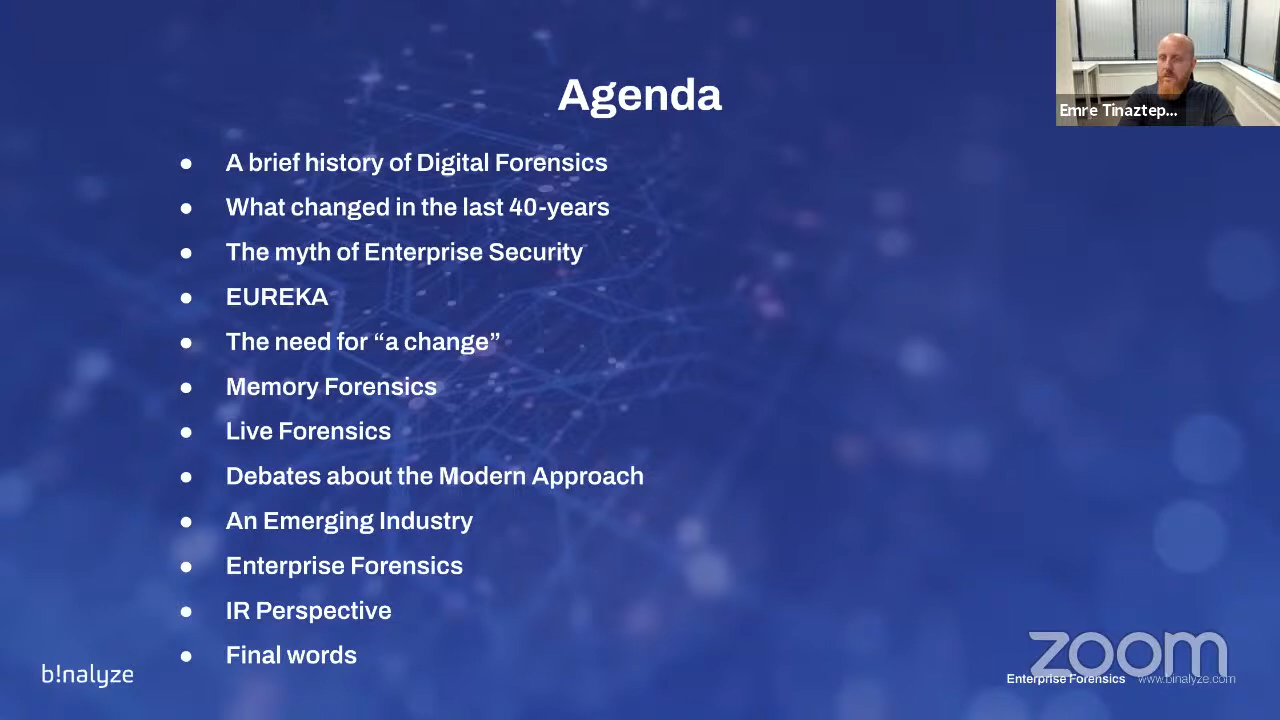 Agenda
Emre Tinaztep...
● A brief history of Digital Forensics
● What changed in the last 40-years
● The myth of Enterprise Security
● EUREKA
● The need for “a change”
● Memory Forensics
● Live Forensics
● Debates about the Modern Approach
● An Emerging Industry
● Enterprise Forensics
● IR Perspective
● Final words
b!nalyze
zoom
Enterprise Forensics www.binalyze.com